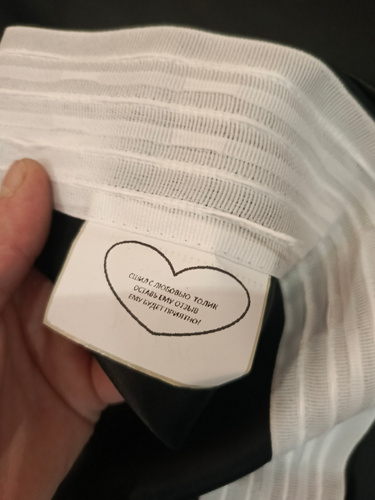 СШИЛ С ЛЮБОВЬЮ ТОЛИК
ОСТАВЬ ЕМУ ОТЗЫВ
ЕМУ БУДЕТ ПРИЯТНО!